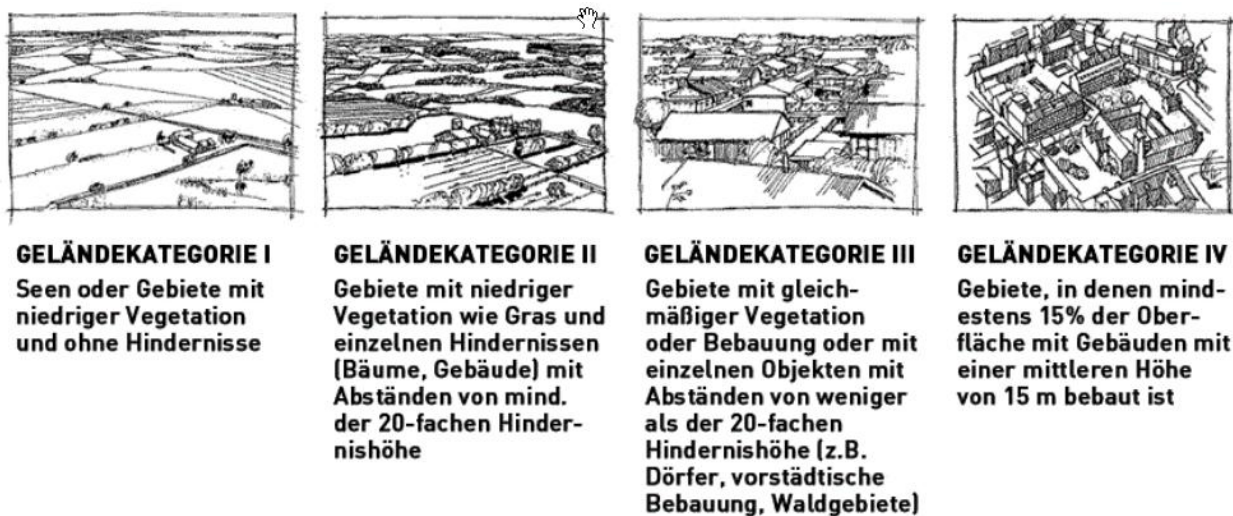 GELÄNDEKATEGORIE I
Seen oder Gebiete mit
niedriger Vegetation
und ohne Hindernisse
GELÄNDEKATEGORIE II
Gebiete mit niedriger
Vegetation wie Gras und
einzelnen Hindernissen
(Bäume, Gebäude) mit
Abständen von mind.
der 20-fachen Hinder-
nishöhe
GELÄNDEKATEGORIE III
Gebiete mit gleich-
mäßiger Vegetation
oder Bebauung oder mit
einzelnen Objekten mit
Abständen von weniger
als der 20-fachen
Hindernishöhe (z.B.
Dörfer, vorstädtische
Bebauung, Waldgebiete)
GELÄNDEKATEGORIE IV
Gebiete, in denen mind-
estens 15% der Ober-
fläche mit Gebäuden mit
einer mittleren Höhe
von 15 m bebaut ist